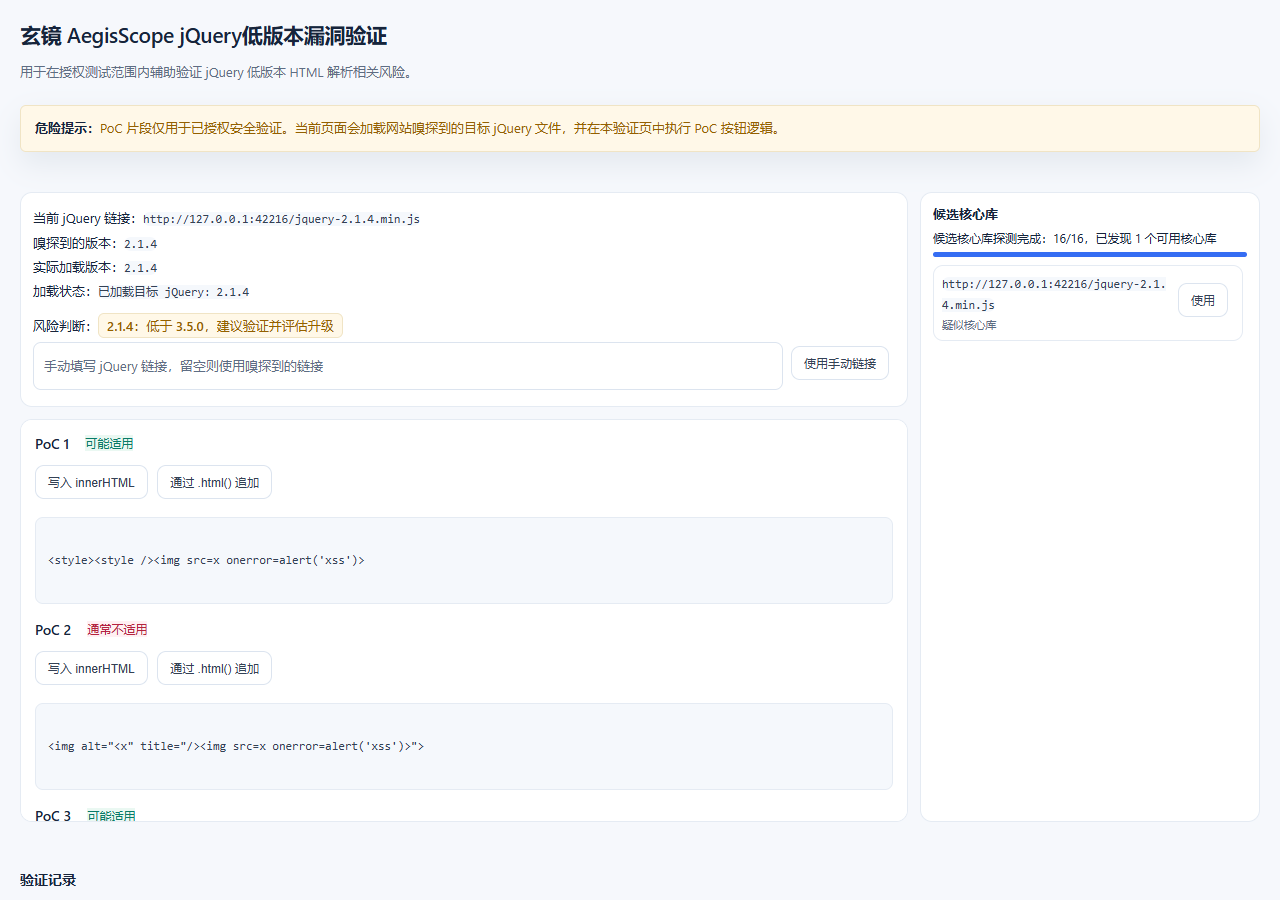 玄镜 AegisScope jQuery低版本漏洞验证
用于在授权测试范围内辅助验证 jQuery 低版本 HTML 解析相关风险。
危险提示：PoC 片段仅用于已授权安全验证。当前页面会加载网站嗅探到的目标 jQuery 文件，并在本验证页中执行 PoC 按钮逻辑。
当前 jQuery 链接：http://127.0.0.1:42216/jquery-2.1.4.min.js
嗅探到的版本：2.1.4
实际加载版本：2.1.4
加载状态：已加载目标 jQuery: 2.1.4
风险判断：2.1.4：低于 3.5.0，建议验证并评估升级
手动填写 jQuery 链接，留空则使用嗅探到的链接
使用手动链接
PoC 1 可能适用
写入 innerHTML 通过 .html() 追加
<style><style /><img src=x onerror=alert('xss')>
PoC 2 通常不适用
写入 innerHTML 通过 .html() 追加
<img alt="<x" title="/><img src=x onerror=alert('xss')>">
PoC 3 可能适用
候选核心库
候选核心库探测完成：16/16，已发现 1 个可用核心库
http://127.0.0.1:42216/jquery-2.1.
4.min.js
使用
疑似核心库
验证记录